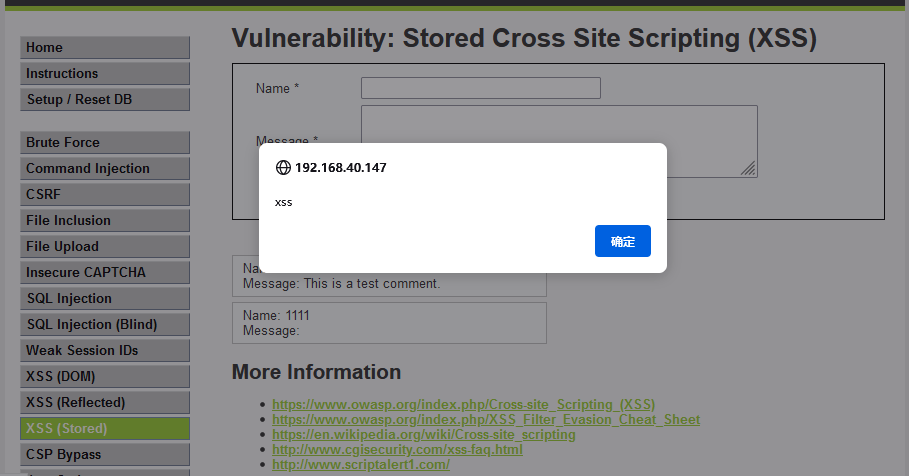 Vulnerability: Stored Cross Site Scripting (XSS)
Home
Instructions
Setup / Reset DB
Brute Force
Command Injection
CSRF
File Inclusion
File Upload
Insecure CAPTCHA
SQL Injection
SQL Injection (Blind)
Weak Session IDs
XSS (DOM)
XSS (Reflected)
XSS (Stored)
CSP Bypass
Name *
Message *
192.168.40.147
xss
确定
Message: This is a test comment.
Name: 1111
Message:
More Information
https://www.owasp.org/index.php/Cross-site_Scripting_(XSS)
https://www.owasp.org/index.php/XSS_Filter_Evasion_Cheat_Sheet
https://en.wikipedia.org/wiki/Cross-site_scripting
http://www.cgisecurity.com/xss-faq.html
http://www.scriptalert1.com/